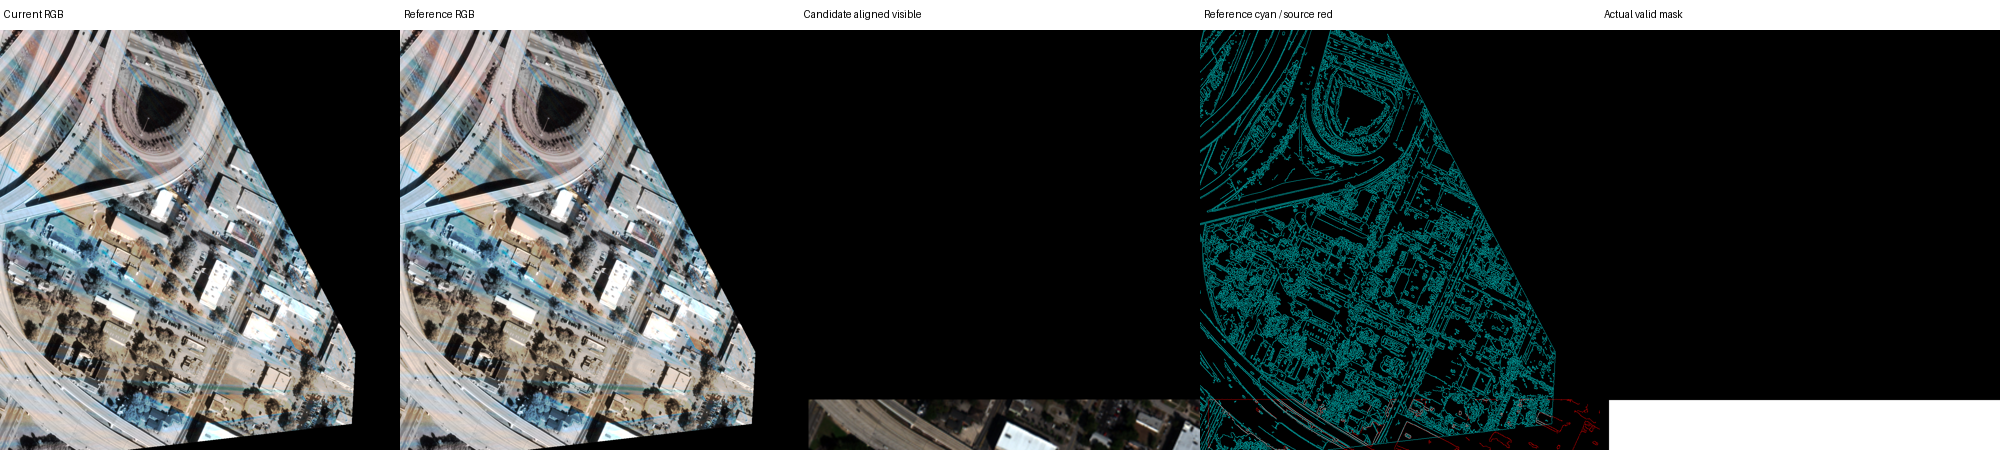 Current RGB
Reference RGB
Candidate aligned visible
Reference cyan / source red
Actual valid mask